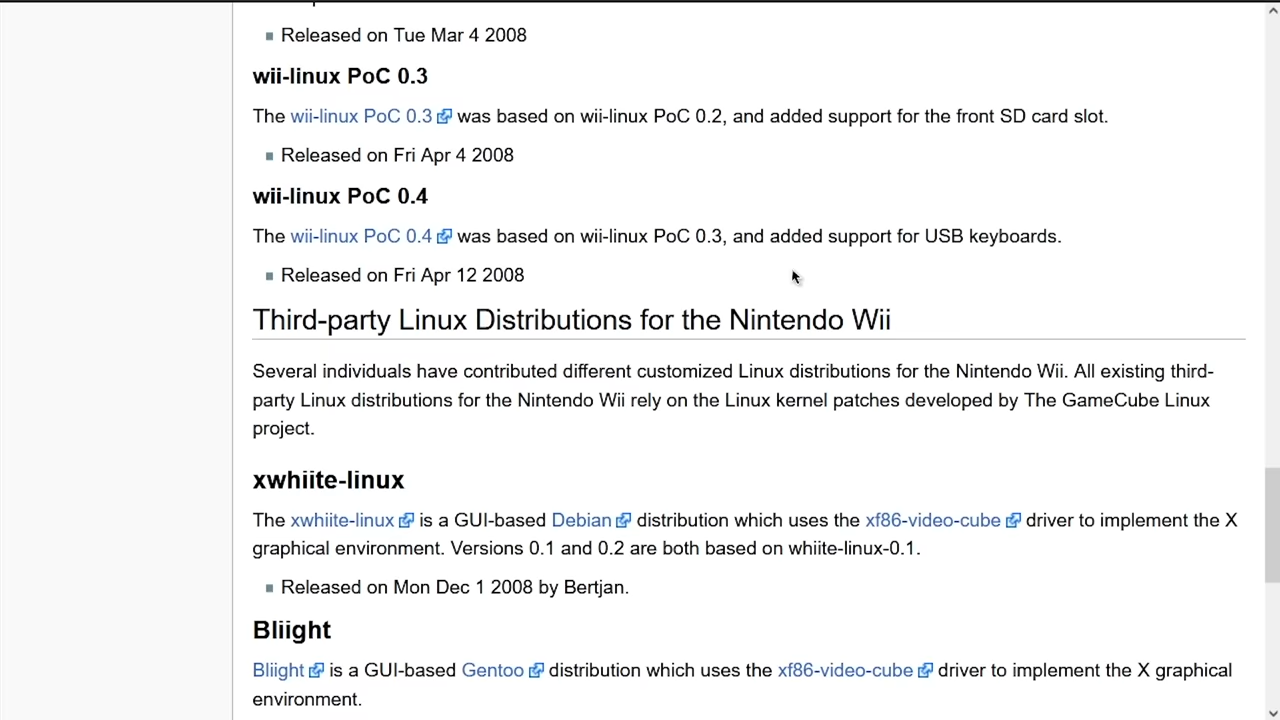 Released on Tue Mar 4 2008
wii-linux PoC 0.3
The wii-linux PoC 0.3 was based on wii-linux PoC 0.2, and added support for the front SD card slot.
Released on Fri Apr 4 2008
wii-linux PoC 0.4
The wii-linux PoC 0.4 was based on wii-linux PoC 0.3, and added support for USB keyboards.
Released on Fri Apr 12 2008
Third-party Linux Distributions for the Nintendo Wii
Several individuals have contributed different customized Linux distributions for the Nintendo Wii. All existing third-
party Linux distributions for the Nintendo Wii rely on the Linux kernel patches developed by The GameCube Linux
project.
xwhiite-linux
The xwhiite-linux is a GUI-based Debian distribution which uses the xf86-video-cube driver to implement the X
graphical environment. Versions 0.1 and 0.2 are both based on whiite-linux-0.1.
Released on Mon Dec 1 2008 by Bertjan.
Bliight
Bliight is a GUI-based Gentoo distribution which uses the xf86-video-cube driver to implement the X graphical
environment.